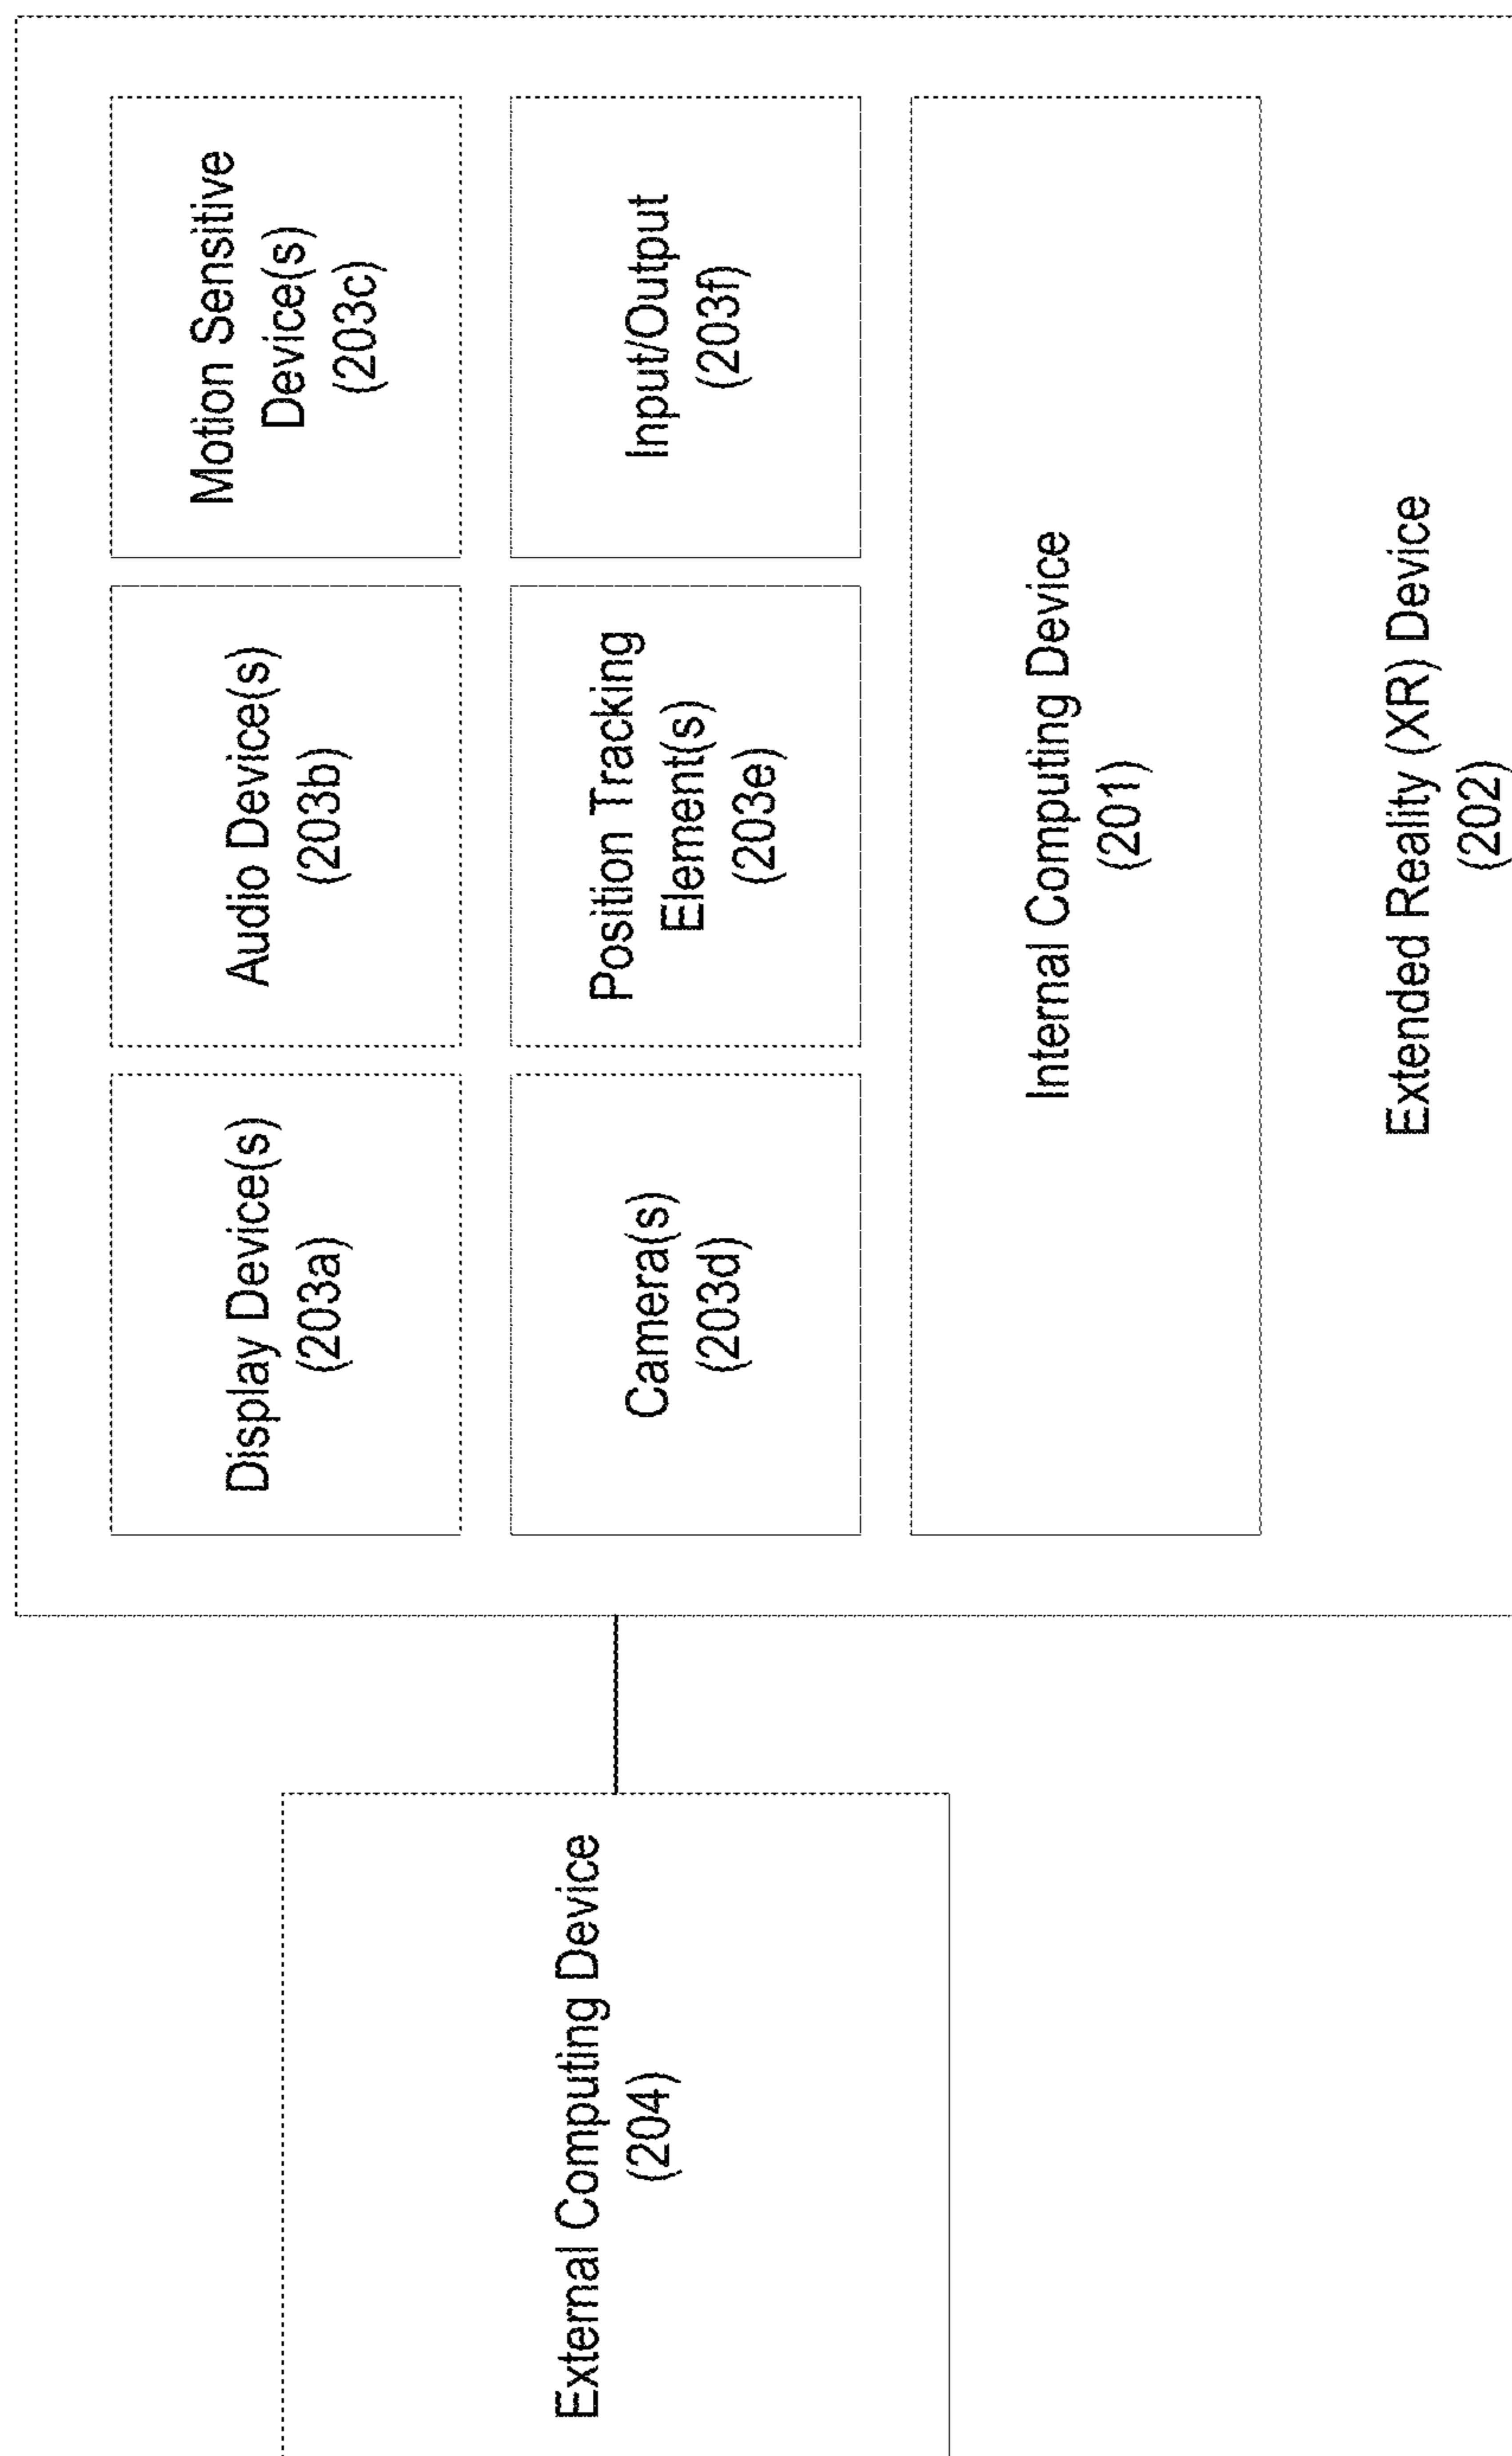 External Computing Device
(204)
Display Device(s)
(203a)
Audio Device(s)
(203b)
Motion Sensitive
Device(s)
(203c)
Camera(s)
(203d)
Position Tracking
Element(s)
(203e)
Input/Output
(203f)
Internal Computing Device
(201)
Extended Reality (XR) Device
(202)